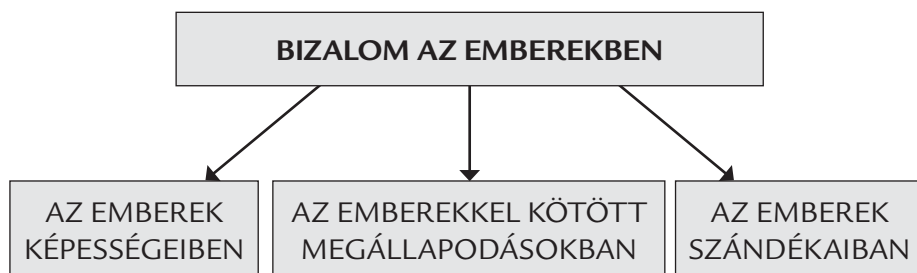 BIZALOM AZ EMBEREKBEN
AZ EMBEREK
KÉPESSÉGEIBEN
AZ EMBEREKKEL KÖTÖTT
MEGÁLLAPODÁSOKBAN
AZ EMBEREK
SZÁNDÉKAIBAN